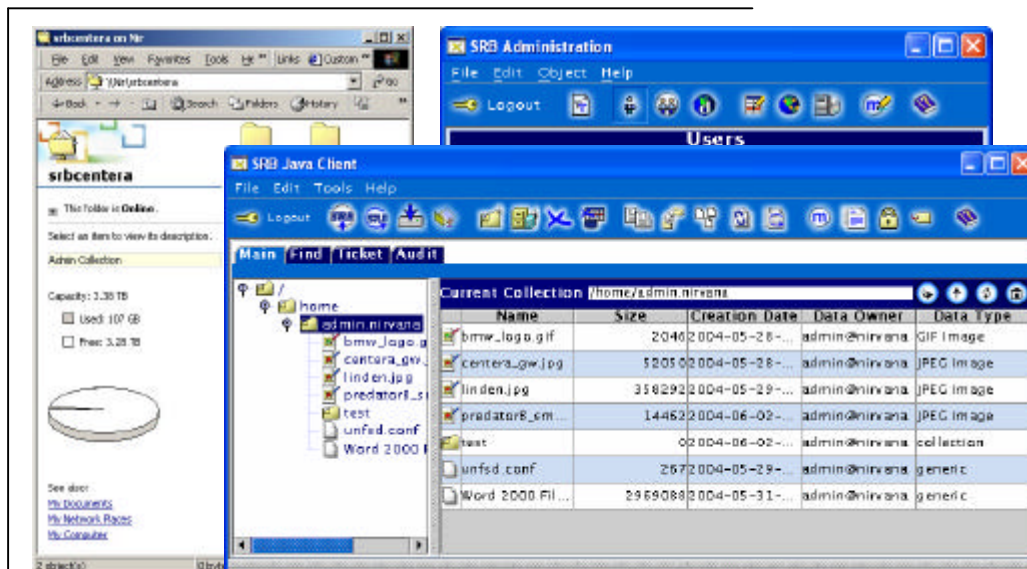 srbcentera on Nir
File Edit View Favorites Tools Links Custom
Address \\Nir\srbcentera
Back Search Folders History
srbcentera
This folder is Online.
Select an item to view its description.
Admin Collection
Capacity: 3.38 TB
Used: 107 GB
Free: 3.28 TB
See also:
My Documents
My Network Places
My Computer
2 object(s)
SRB Administration
File Edit Object Help
Logout
Users
SRB Java Client
File Edit Tools Help
Logout
Main Find Ticket Audit
/
home
admin.nirvana
bmw_logo.g
centera_gw.
linden.jpg
predator8_s
test
unfsd.conf
Word 2000 F
Current Collection /home/admin.nirvana
Name Size Creation Date Data Owner Data Type
bmw_logo.gif 2046 2004-05-28-... admin@nirvana GIF Image
centera_gw.jpg 52050 2004-05-28-... admin@nirvana JPEG Image
linden.jpg 358292 2004-05-29-... admin@nirvana JPEG Image
predator8_sm... 14462 2004-06-02-... admin@nirvana JPEG Image
test 0 2004-06-02-... admin@nirvana collection
unfsd.conf 267 2004-05-29-... admin@nirvana generic
Word 2000 Fil... 2969088 2004-05-31-... admin@nirvana generic